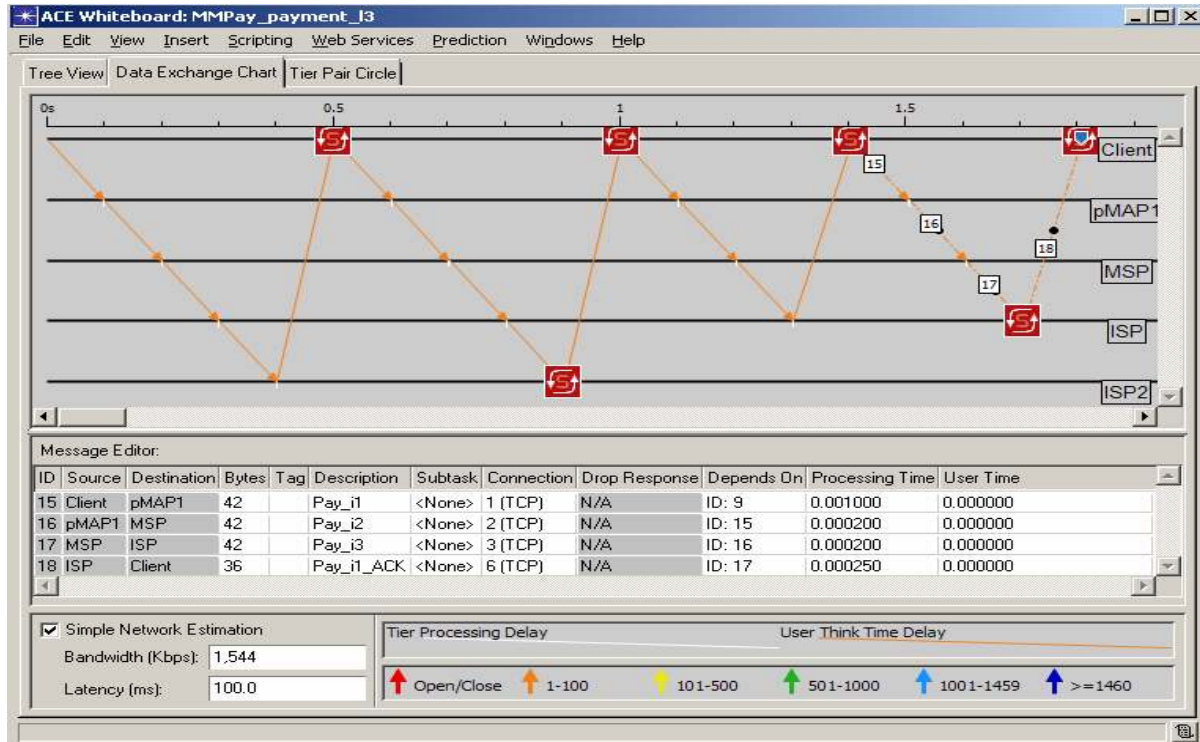 ACE Whiteboard: MMPay_payment_l3
File Edit View Insert Scripting Web Services Prediction Windows Help
Tree View Data Exchange Chart Tier Pair Circle
0s 0.5 1 1.5
Client
15
pMAP1
16
18
MSP
17
ISP
ISP2
Message Editor:
ID Source Destination Bytes Tag Description Subtask Connection Drop Response Depends On Processing Time User Time
15 Client pMAP1 42 Pay_i1 <None> 1 (TCP) N/A ID: 9 0.001000 0.000000
16 pMAP1 MSP 42 Pay_i2 <None> 2 (TCP) N/A ID: 15 0.000200 0.000000
17 MSP ISP 42 Pay_i3 <None> 3 (TCP) N/A ID: 16 0.000200 0.000000
18 ISP Client 36 Pay_i1_ACK <None> 6 (TCP) N/A ID: 17 0.000250 0.000000
Simple Network Estimation
Bandwidth (Kbps): 1,544
Latency (ms): 100.0
Tier Processing Delay User Think Time Delay
Open/Close 1-100 101-500 501-1000 1001-1459 >=1460